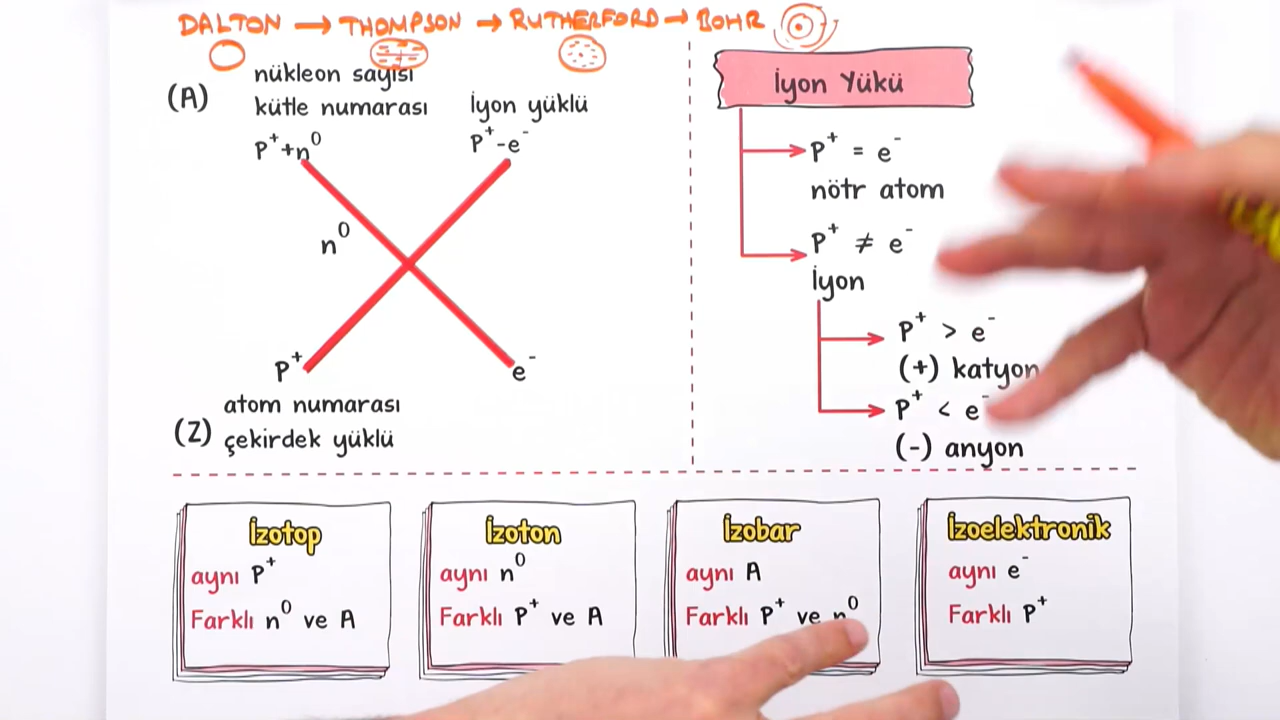 DALTON → THOMPSON → RUTHERFORD → BOHR
(A)
nükleon sayısı
kütle numarası
P⁺+n⁰
İyon yüklü
P⁺-e⁻
n⁰
P⁺
e⁻
atom numarası
(Z) çekirdek yüklü
İyon Yükü
P⁺ = e⁻
nötr atom
P⁺ ≠ e⁻
İyon
P⁺ > e⁻
(+) katyon
P⁺ < e⁻
(-) anyon
İzotop
aynı P⁺
Farklı n⁰ ve A
İzoton
aynı n⁰
Farklı P⁺ ve A
İzobar
aynı A
Farklı P⁺ ve n⁰
İzoelektronik
aynı e⁻
Farklı P⁺